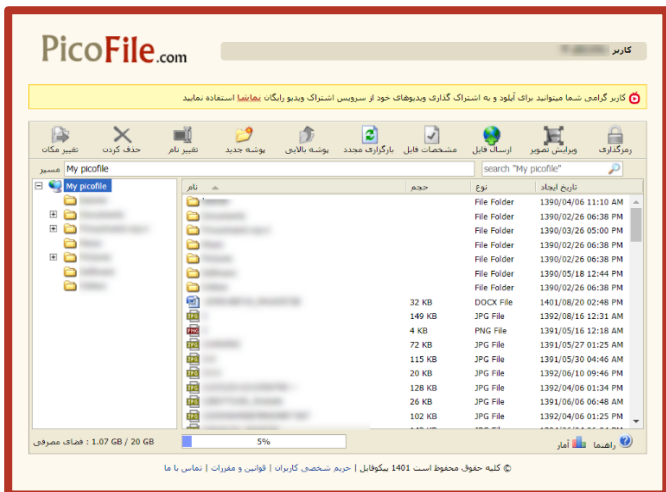 PicoFile.com
کاربر
کاربر گرامی شما میتوانید برای آپلود و به اشتراک گذاری ویدیوهای خود از سرویس اشتراک ویدیو رایگان نماشا استفاده نمایید
رمزگذاری ویرایش تصویر ارسال فایل مشخصات فایل بارگزاری مجدد پوشه بالایی پوشه جدید تغییر نام حذف کردن تغییر مکان
مسیر My picofile search "My picofile"
My picofile
نام حجم نوع تاریخ ایجاد
File Folder 1390/04/06 11:10 AM
File Folder 1390/02/26 06:38 PM
File Folder 1390/03/26 05:00 PM
File Folder 1390/02/26 06:38 PM
File Folder 1390/02/26 06:38 PM
File Folder 1390/05/18 12:44 PM
File Folder 1390/02/26 06:38 PM
32 KB DOCX File 1401/08/20 02:48 PM
149 KB JPG File 1392/08/16 12:31 AM
4 KB PNG File 1391/05/16 12:18 AM
72 KB JPG File 1391/05/27 01:25 AM
115 KB JPG File 1391/05/30 04:46 AM
20 KB JPG File 1392/06/10 09:46 PM
128 KB JPG File 1392/04/06 01:34 PM
26 KB JPG File 1391/06/06 06:48 AM
102 KB JPG File 1392/04/06 01:25 PM
فضای مصرفی : 1.07 GB / 20 GB 5% آمار راهنما
© کلیه حقوق محفوظ است 1401 پیکوفایل | حریم شخصی کاربران | قوانین و مقررات | تماس با ما